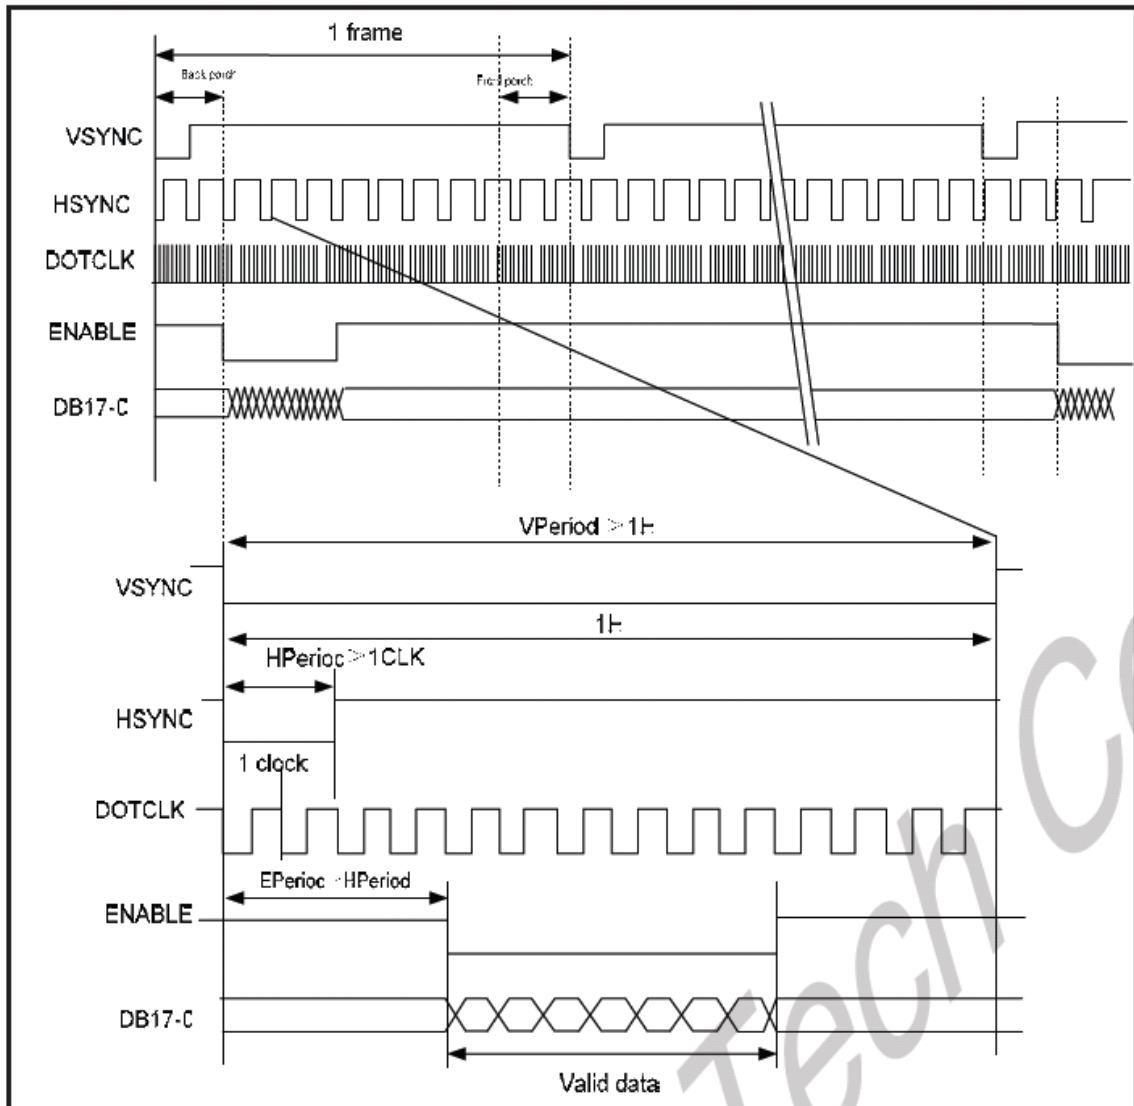 1 frame
Back porch
Front porch
VSYNC
HSYNC
DOTCLK
ENABLE
DB17-0
VPeriod > 1H
VSYNC
1H
HPeriod > 1CLK
HSYNC
1 clock
DOTCLK
EPeriod HPeriod
ENABLE
DB17-0
Valid data
Tech Co